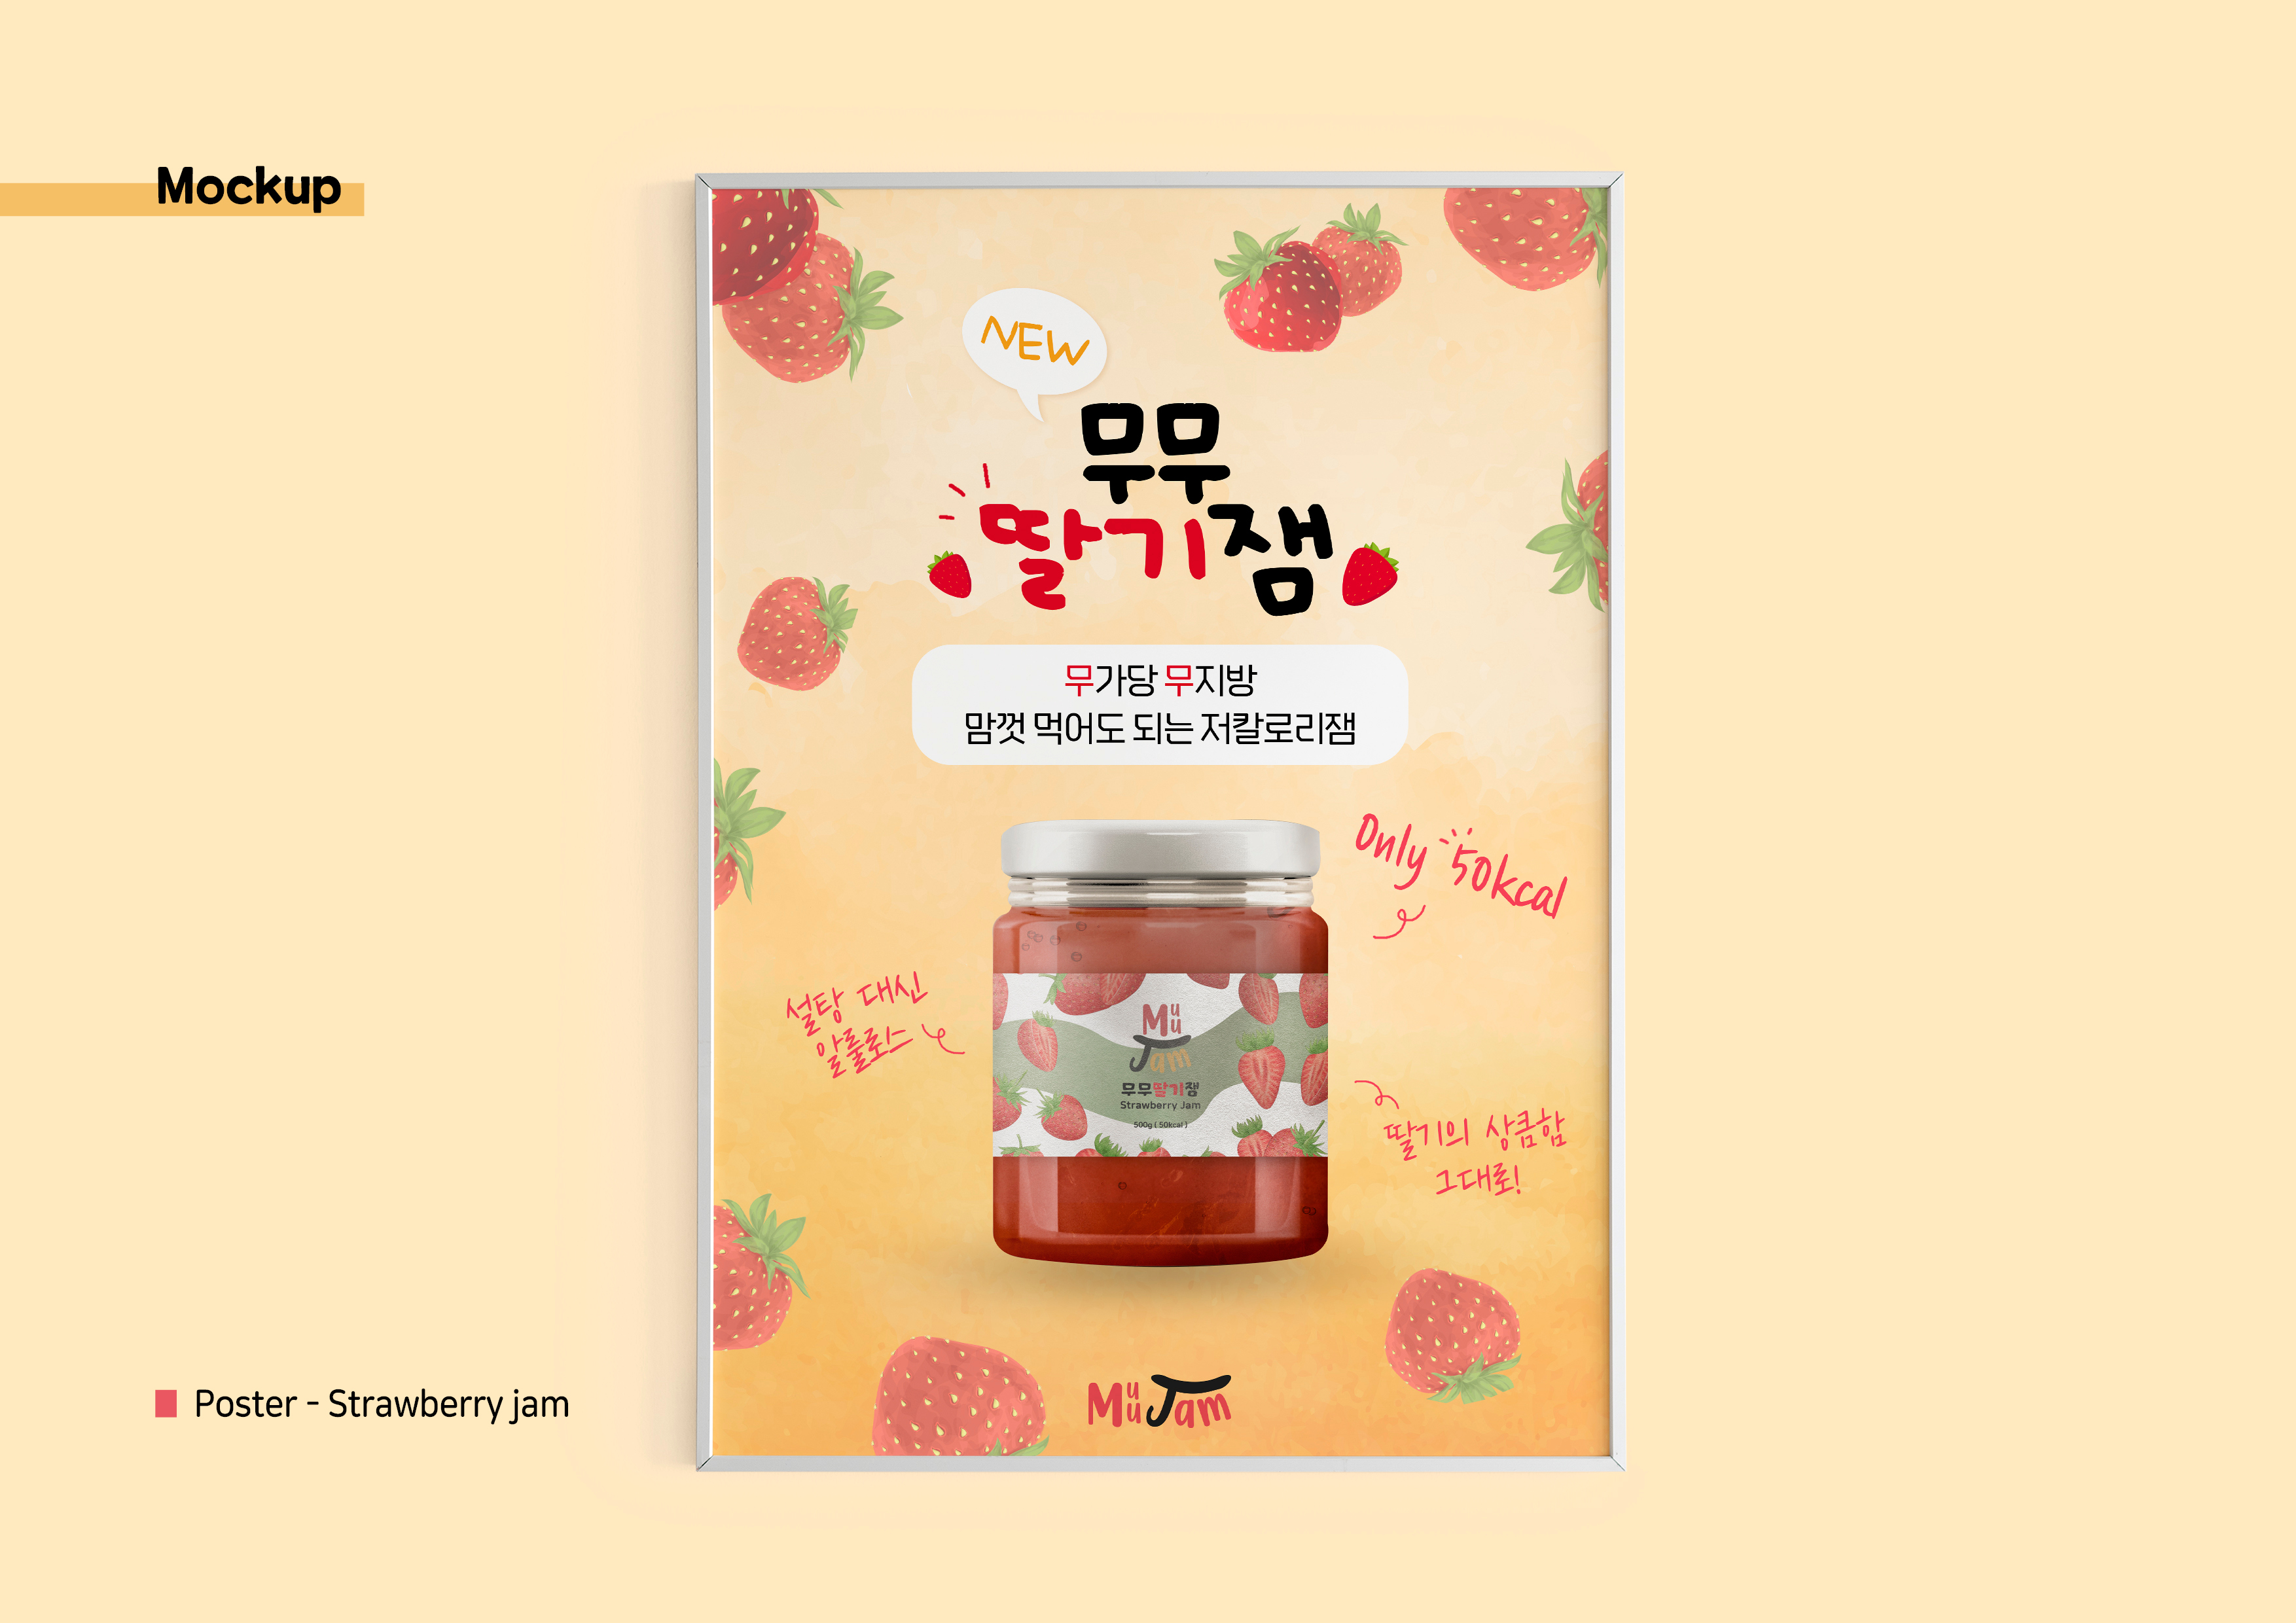 Mockup
NEW
무무
딸기잼
무가당 무지방
맘껏 먹어도 되는 저칼로리잼
Only 50kcal
설탕 대신
알룰로스
Muu
Jam
무무딸기잼
Strawberry Jam
500g ( 50kcal )
딸기의 상큼함
그대로!
Muu Jam
Poster - Strawberry jam